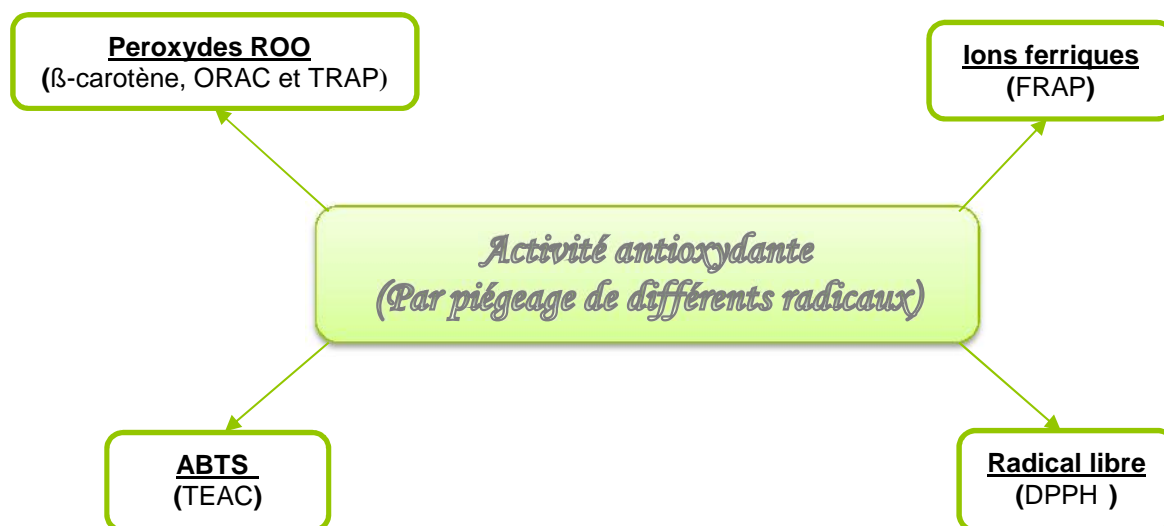 Peroxydes ROO
(ß-carotène, ORAC et TRAP)
Ions ferriques
(FRAP)
Activité antioxydante
(Par piégeage de différents radicaux)
ABTS
(TEAC)
Radical libre
(DPPH )